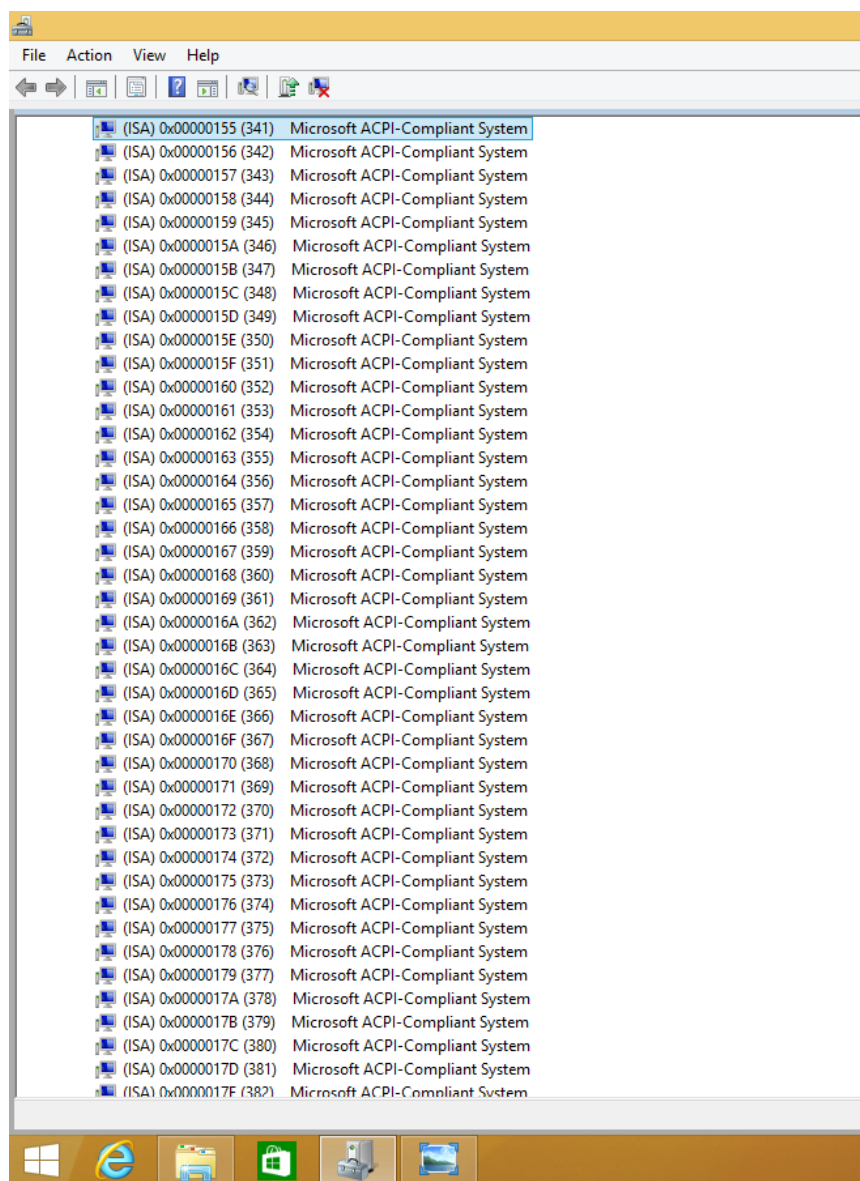 File Action View Help
(ISA) 0x00000155 (341) Microsoft ACPI-Compliant System
(ISA) 0x00000156 (342) Microsoft ACPI-Compliant System
(ISA) 0x00000157 (343) Microsoft ACPI-Compliant System
(ISA) 0x00000158 (344) Microsoft ACPI-Compliant System
(ISA) 0x00000159 (345) Microsoft ACPI-Compliant System
(ISA) 0x0000015A (346) Microsoft ACPI-Compliant System
(ISA) 0x0000015B (347) Microsoft ACPI-Compliant System
(ISA) 0x0000015C (348) Microsoft ACPI-Compliant System
(ISA) 0x0000015D (349) Microsoft ACPI-Compliant System
(ISA) 0x0000015E (350) Microsoft ACPI-Compliant System
(ISA) 0x0000015F (351) Microsoft ACPI-Compliant System
(ISA) 0x00000160 (352) Microsoft ACPI-Compliant System
(ISA) 0x00000161 (353) Microsoft ACPI-Compliant System
(ISA) 0x00000162 (354) Microsoft ACPI-Compliant System
(ISA) 0x00000163 (355) Microsoft ACPI-Compliant System
(ISA) 0x00000164 (356) Microsoft ACPI-Compliant System
(ISA) 0x00000165 (357) Microsoft ACPI-Compliant System
(ISA) 0x00000166 (358) Microsoft ACPI-Compliant System
(ISA) 0x00000167 (359) Microsoft ACPI-Compliant System
(ISA) 0x00000168 (360) Microsoft ACPI-Compliant System
(ISA) 0x00000169 (361) Microsoft ACPI-Compliant System
(ISA) 0x0000016A (362) Microsoft ACPI-Compliant System
(ISA) 0x0000016B (363) Microsoft ACPI-Compliant System
(ISA) 0x0000016C (364) Microsoft ACPI-Compliant System
(ISA) 0x0000016D (365) Microsoft ACPI-Compliant System
(ISA) 0x0000016E (366) Microsoft ACPI-Compliant System
(ISA) 0x0000016F (367) Microsoft ACPI-Compliant System
(ISA) 0x00000170 (368) Microsoft ACPI-Compliant System
(ISA) 0x00000171 (369) Microsoft ACPI-Compliant System
(ISA) 0x00000172 (370) Microsoft ACPI-Compliant System
(ISA) 0x00000173 (371) Microsoft ACPI-Compliant System
(ISA) 0x00000174 (372) Microsoft ACPI-Compliant System
(ISA) 0x00000175 (373) Microsoft ACPI-Compliant System
(ISA) 0x00000176 (374) Microsoft ACPI-Compliant System
(ISA) 0x00000177 (375) Microsoft ACPI-Compliant System
(ISA) 0x00000178 (376) Microsoft ACPI-Compliant System
(ISA) 0x00000179 (377) Microsoft ACPI-Compliant System
(ISA) 0x0000017A (378) Microsoft ACPI-Compliant System
(ISA) 0x0000017B (379) Microsoft ACPI-Compliant System
(ISA) 0x0000017C (380) Microsoft ACPI-Compliant System
(ISA) 0x0000017D (381) Microsoft ACPI-Compliant System
(ISA) 0x0000017E (382) Microsoft ACPI-Compliant System